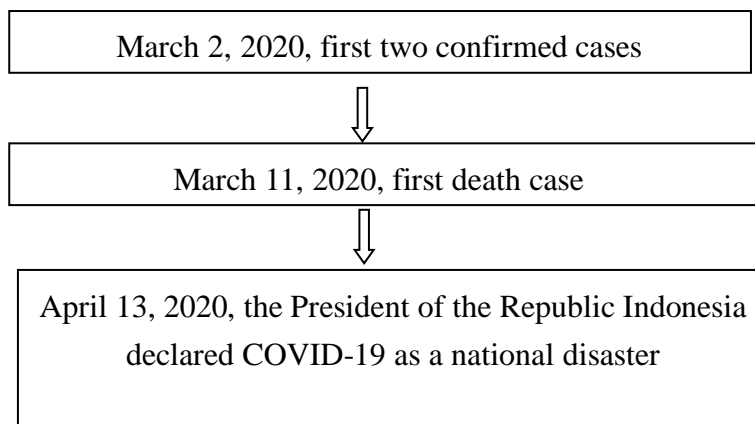 March 2, 2020, first two confirmed cases
March 11, 2020, first death case
April 13, 2020, the President of the Republic Indonesia
declared COVID-19 as a national disaster